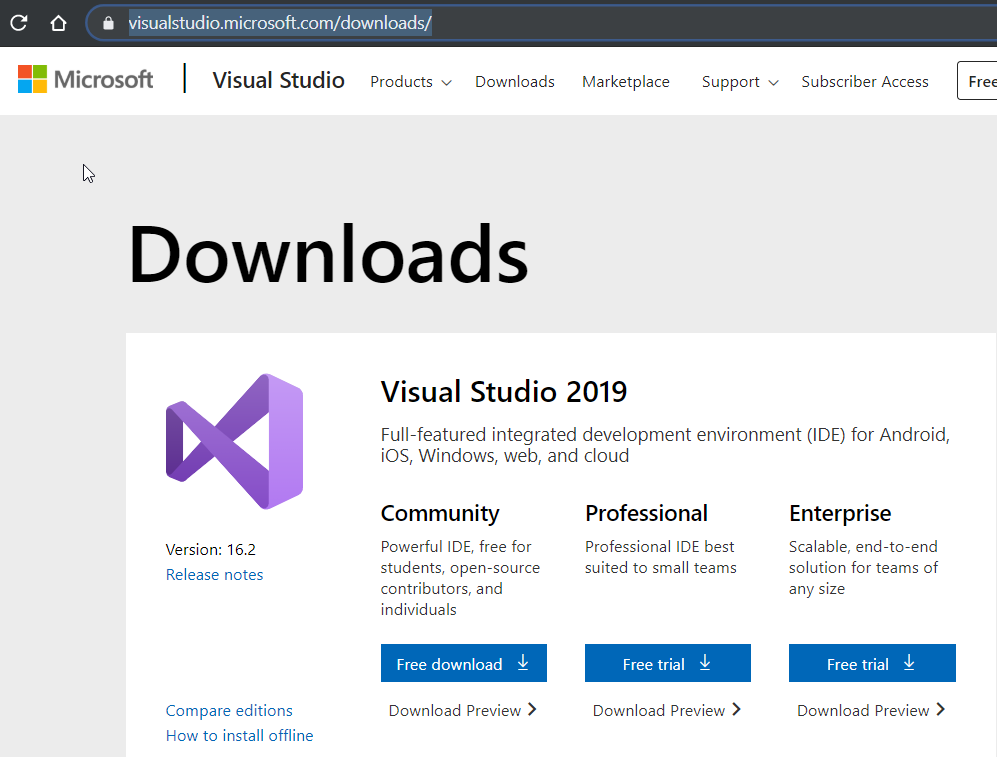 visualstudio.microsoft.com/downloads/
Microsoft
Visual Studio
Products
Downloads
Marketplace
Support
Subscriber Access
Downloads
Visual Studio 2019
Full-featured integrated development environment (IDE) for Android,
iOS, Windows, web, and cloud
Version: 16.2
Release notes
Community
Powerful IDE, free for
students, open-source
contributors, and
individuals
Free download
Download Preview
Professional
Professional IDE best
suited to small teams
Free trial
Download Preview
Enterprise
Scalable, end-to-end
solution for teams of
any size
Free trial
Download Preview
Compare editions
How to install offline